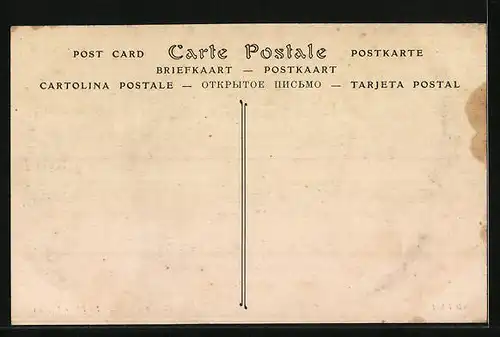 POST CARD Carte Postale POSTKARTE
BRIEFKAART — POSTKAART
CARTOLINA POSTALE — ОТКРЫТОЕ ПИСЬМО — TARJETA POSTAL